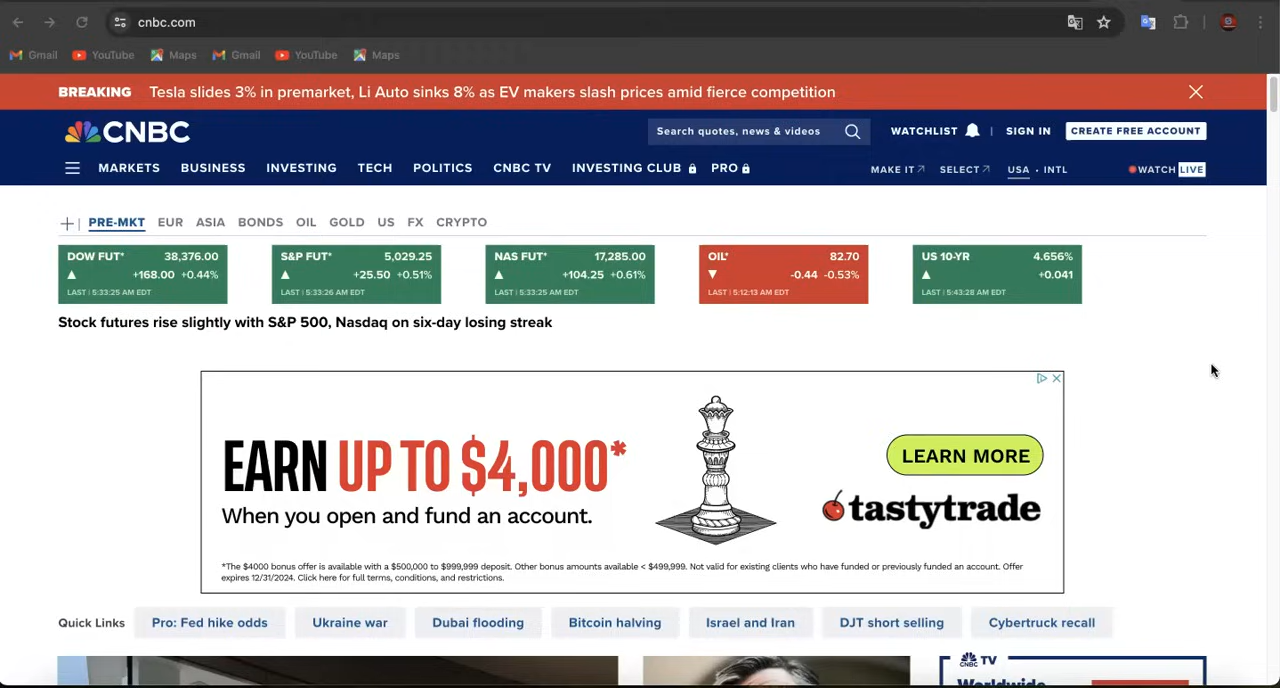 cnbc.com
Gmail YouTube Maps Gmail YouTube Maps
BREAKING Tesla slides 3% in premarket, Li Auto sinks 8% as EV makers slash prices amid fierce competition
CNBC Search quotes, news & videos WATCHLIST | SIGN IN CREATE FREE ACCOUNT
MARKETS BUSINESS INVESTING TECH POLITICS CNBC TV INVESTING CLUB PRO MAKE IT SELECT USA • INTL WATCH LIVE
PRE-MKT EUR ASIA BONDS OIL GOLD US FX CRYPTO
DOW FUT* 38,376.00
+168.00 +0.44%
LAST | 5:33:25 AM EDT
S&P FUT* 5,029.25
+25.50 +0.51%
LAST | 5:33:26 AM EDT
NAS FUT* 17,285.00
+104.25 +0.61%
LAST | 5:33:25 AM EDT
OIL* 82.70
-0.44 -0.53%
LAST | 5:12:13 AM EDT
US 10-YR 4.656%
+0.041
LAST | 5:43:28 AM EDT
Stock futures rise slightly with S&P 500, Nasdaq on six-day losing streak
EARN UP TO $4,000*
When you open and fund an account.
LEARN MORE
tastytrade
*The $4000 bonus offer is available with a $500,000 to $999,999 deposit. Other bonus amounts available < $499,999. Not valid for existing clients who have funded or previously funded an account. Offer
expires 12/31/2024. Click here for full terms, conditions, and restrictions.
Quick Links Pro: Fed hike odds Ukraine war Dubai flooding Bitcoin halving Israel and Iran DJT short selling Cybertruck recall
CNBC TV
Worldwide